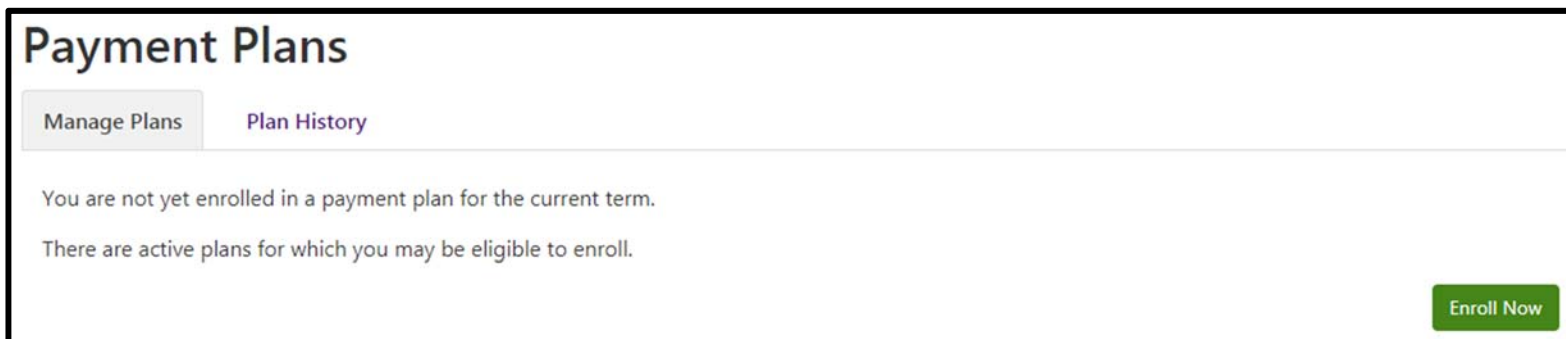 Payment Plans
Manage Plans Plan History
You are not yet enrolled in a payment plan for the current term.
There are active plans for which you may be eligible to enroll.
Enroll Now